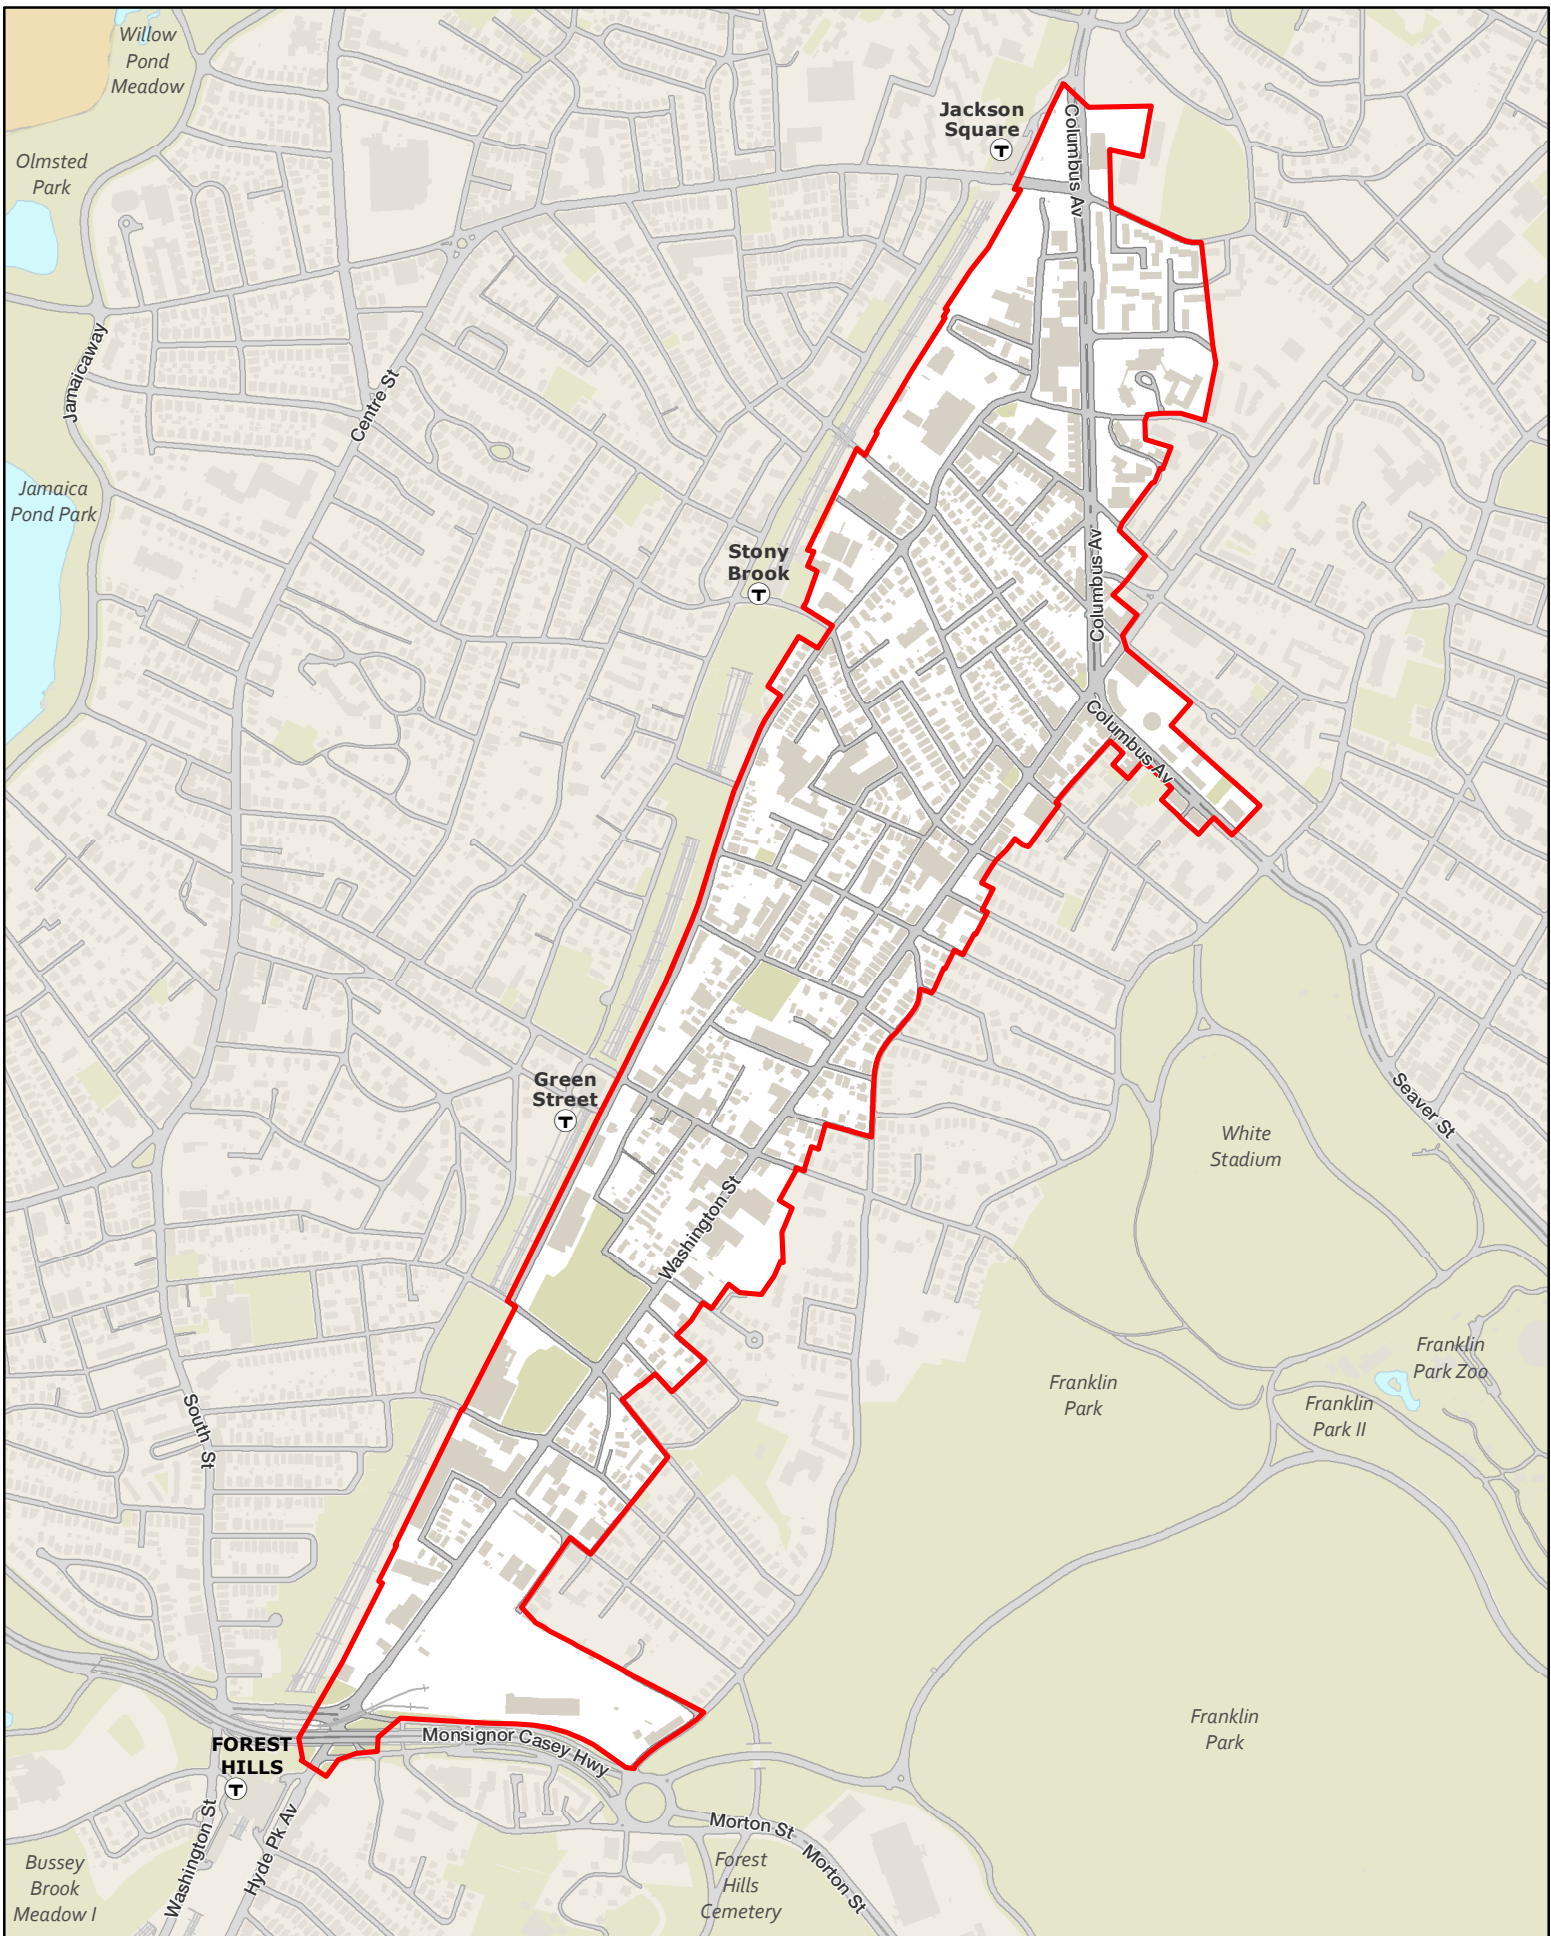 Willow
Pond
Meadow
Jackson
Square
T
Columbus Av
Olmsted
Park
Jamaicaway
Centre St
Jamaica
Pond Park
Stony
Brook
T
Columbus Av
Columbus Av
Green
Street
T
Seaver St
White
Stadium
Washington St
Franklin
Park Zoo
Franklin
Park
Franklin
Park II
South St
Franklin
Park
FOREST
HILLS
T
Monsignor Casey Hwy
Washington St
Hyde Pk Av
Morton St
Morton St
Bussey
Brook
Meadow I
Forest
Hills
Cemetery